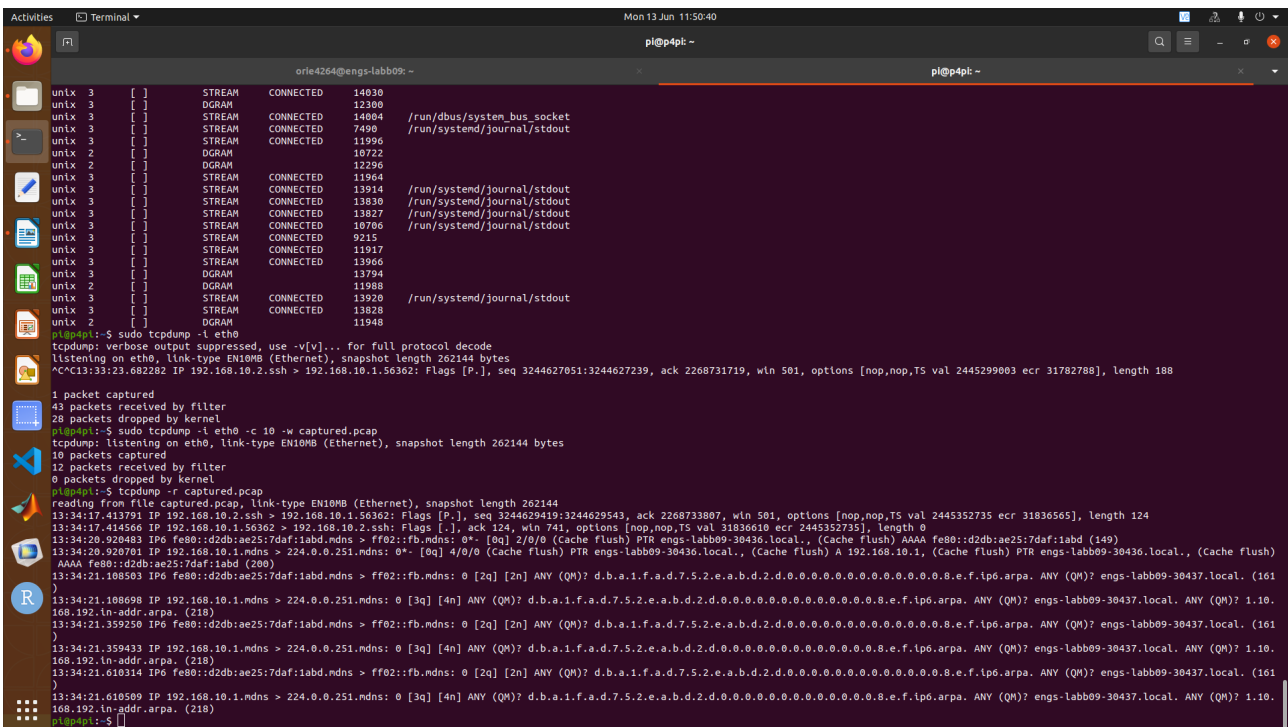 Activities Terminal Mon 13 Jun 11:50:40
pi@p4pi: ~
orie4264@engs-labb09: ~ pi@p4pi: ~
unix 3 [ ] STREAM CONNECTED 14030
unix 3 [ ] DGRAM 12300
unix 3 [ ] STREAM CONNECTED 14004 /run/dbus/system_bus_socket
unix 3 [ ] STREAM CONNECTED 7490 /run/systemd/journal/stdout
unix 3 [ ] STREAM CONNECTED 11996
unix 2 [ ] DGRAM 10722
unix 2 [ ] DGRAM 12296
unix 3 [ ] STREAM CONNECTED 11964
unix 3 [ ] STREAM CONNECTED 13914 /run/systemd/journal/stdout
unix 3 [ ] STREAM CONNECTED 13830 /run/systemd/journal/stdout
unix 3 [ ] STREAM CONNECTED 13827 /run/systemd/journal/stdout
unix 3 [ ] STREAM CONNECTED 10706 /run/systemd/journal/stdout
unix 3 [ ] STREAM CONNECTED 9215
unix 3 [ ] STREAM CONNECTED 11917
unix 3 [ ] STREAM CONNECTED 13966
unix 3 [ ] DGRAM 13794
unix 2 [ ] DGRAM 11988
unix 3 [ ] STREAM CONNECTED 13920 /run/systemd/journal/stdout
unix 3 [ ] STREAM CONNECTED 13828
unix 2 [ ] DGRAM 11948
pi@p4pi:~$ sudo tcpdump -i eth0
tcpdump: verbose output suppressed, use -v[v]... for full protocol decode
listening on eth0, link-type EN10MB (Ethernet), snapshot length 262144 bytes
^C^C13:33:23.682282 IP 192.168.10.2.ssh > 192.168.10.1.56362: Flags [P.], seq 3244627051:3244627239, ack 2268731719, win 501, options [nop,nop,TS val 2445299003 ecr 31782788], length 188
1 packet captured
43 packets received by filter
28 packets dropped by kernel
pi@p4pi:~$ sudo tcpdump -i eth0 -c 10 -w captured.pcap
tcpdump: listening on eth0, link-type EN10MB (Ethernet), snapshot length 262144 bytes
10 packets captured
12 packets received by filter
0 packets dropped by kernel
pi@p4pi:~$ tcpdump -r captured.pcap
reading from file captured.pcap, link-type EN10MB (Ethernet), snapshot length 262144
13:34:17.413791 IP 192.168.10.2.ssh > 192.168.10.1.56362: Flags [P.], seq 3244629419:3244629543, ack 2268733807, win 501, options [nop,nop,TS val 2445352735 ecr 31836565], length 124
13:34:17.414566 IP 192.168.10.1.56362 > 192.168.10.2.ssh: Flags [.], ack 124, win 741, options [nop,nop,TS val 31836610 ecr 2445352735], length 0
13:34:20.920483 IP6 fe80::d2db:ae25:7daf:1abd.mdns > ff02::fb.mdns: 0*- [0q] 2/0/0 (Cache flush) PTR engs-labb09-30436.local., (Cache flush) AAAA fe80::d2db:ae25:7daf:1abd (149)
13:34:20.920701 IP 192.168.10.1.mdns > 224.0.0.251.mdns: 0*- [0q] 4/0/0 (Cache flush) PTR engs-labb09-30436.local., (Cache flush) A 192.168.10.1, (Cache flush) PTR engs-labb09-30436.local., (Cache flush)
AAAA fe80::d2db:ae25:7daf:1abd (200)
13:34:21.108503 IP6 fe80::d2db:ae25:7daf:1abd.mdns > ff02::fb.mdns: 0 [2q] [2n] ANY (QM)? d.b.a.1.f.a.d.7.5.2.e.a.b.d.2.d.0.0.0.0.0.0.0.0.0.0.0.0.0.8.e.f.ip6.arpa. ANY (QM)? engs-labb09-30437.local. (161
)
13:34:21.108698 IP 192.168.10.1.mdns > 224.0.0.251.mdns: 0 [3q] [4n] ANY (QM)? d.b.a.1.f.a.d.7.5.2.e.a.b.d.2.d.0.0.0.0.0.0.0.0.0.0.0.0.0.8.e.f.ip6.arpa. ANY (QM)? engs-labb09-30437.local. ANY (QM)? 1.10.
168.192.in-addr.arpa. (218)
13:34:21.359250 IP6 fe80::d2db:ae25:7daf:1abd.mdns > ff02::fb.mdns: 0 [2q] [2n] ANY (QM)? d.b.a.1.f.a.d.7.5.2.e.a.b.d.2.d.0.0.0.0.0.0.0.0.0.0.0.0.0.8.e.f.ip6.arpa. ANY (QM)? engs-labb09-30437.local. (161
)
13:34:21.359433 IP 192.168.10.1.mdns > 224.0.0.251.mdns: 0 [3q] [4n] ANY (QM)? d.b.a.1.f.a.d.7.5.2.e.a.b.d.2.d.0.0.0.0.0.0.0.0.0.0.0.0.0.8.e.f.ip6.arpa. ANY (QM)? engs-labb09-30437.local. ANY (QM)? 1.10.
168.192.in-addr.arpa. (218)
13:34:21.610314 IP6 fe80::d2db:ae25:7daf:1abd.mdns > ff02::fb.mdns: 0 [2q] [2n] ANY (QM)? d.b.a.1.f.a.d.7.5.2.e.a.b.d.2.d.0.0.0.0.0.0.0.0.0.0.0.0.0.8.e.f.ip6.arpa. ANY (QM)? engs-labb09-30437.local. (161
)
13:34:21.610509 IP 192.168.10.1.mdns > 224.0.0.251.mdns: 0 [3q] [4n] ANY (QM)? d.b.a.1.f.a.d.7.5.2.e.a.b.d.2.d.0.0.0.0.0.0.0.0.0.0.0.0.0.8.e.f.ip6.arpa. ANY (QM)? engs-labb09-30437.local. ANY (QM)? 1.10.
168.192.in-addr.arpa. (218)
pi@p4pi:~$